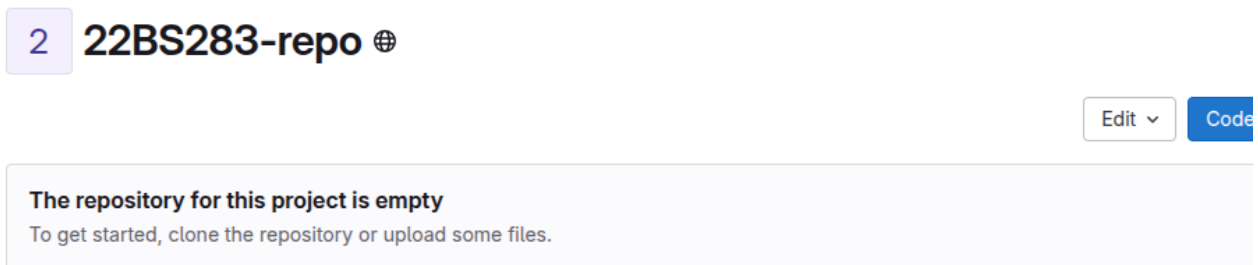 2 22BS283-repo
Edit Code
The repository for this project is empty
To get started, clone the repository or upload some files.